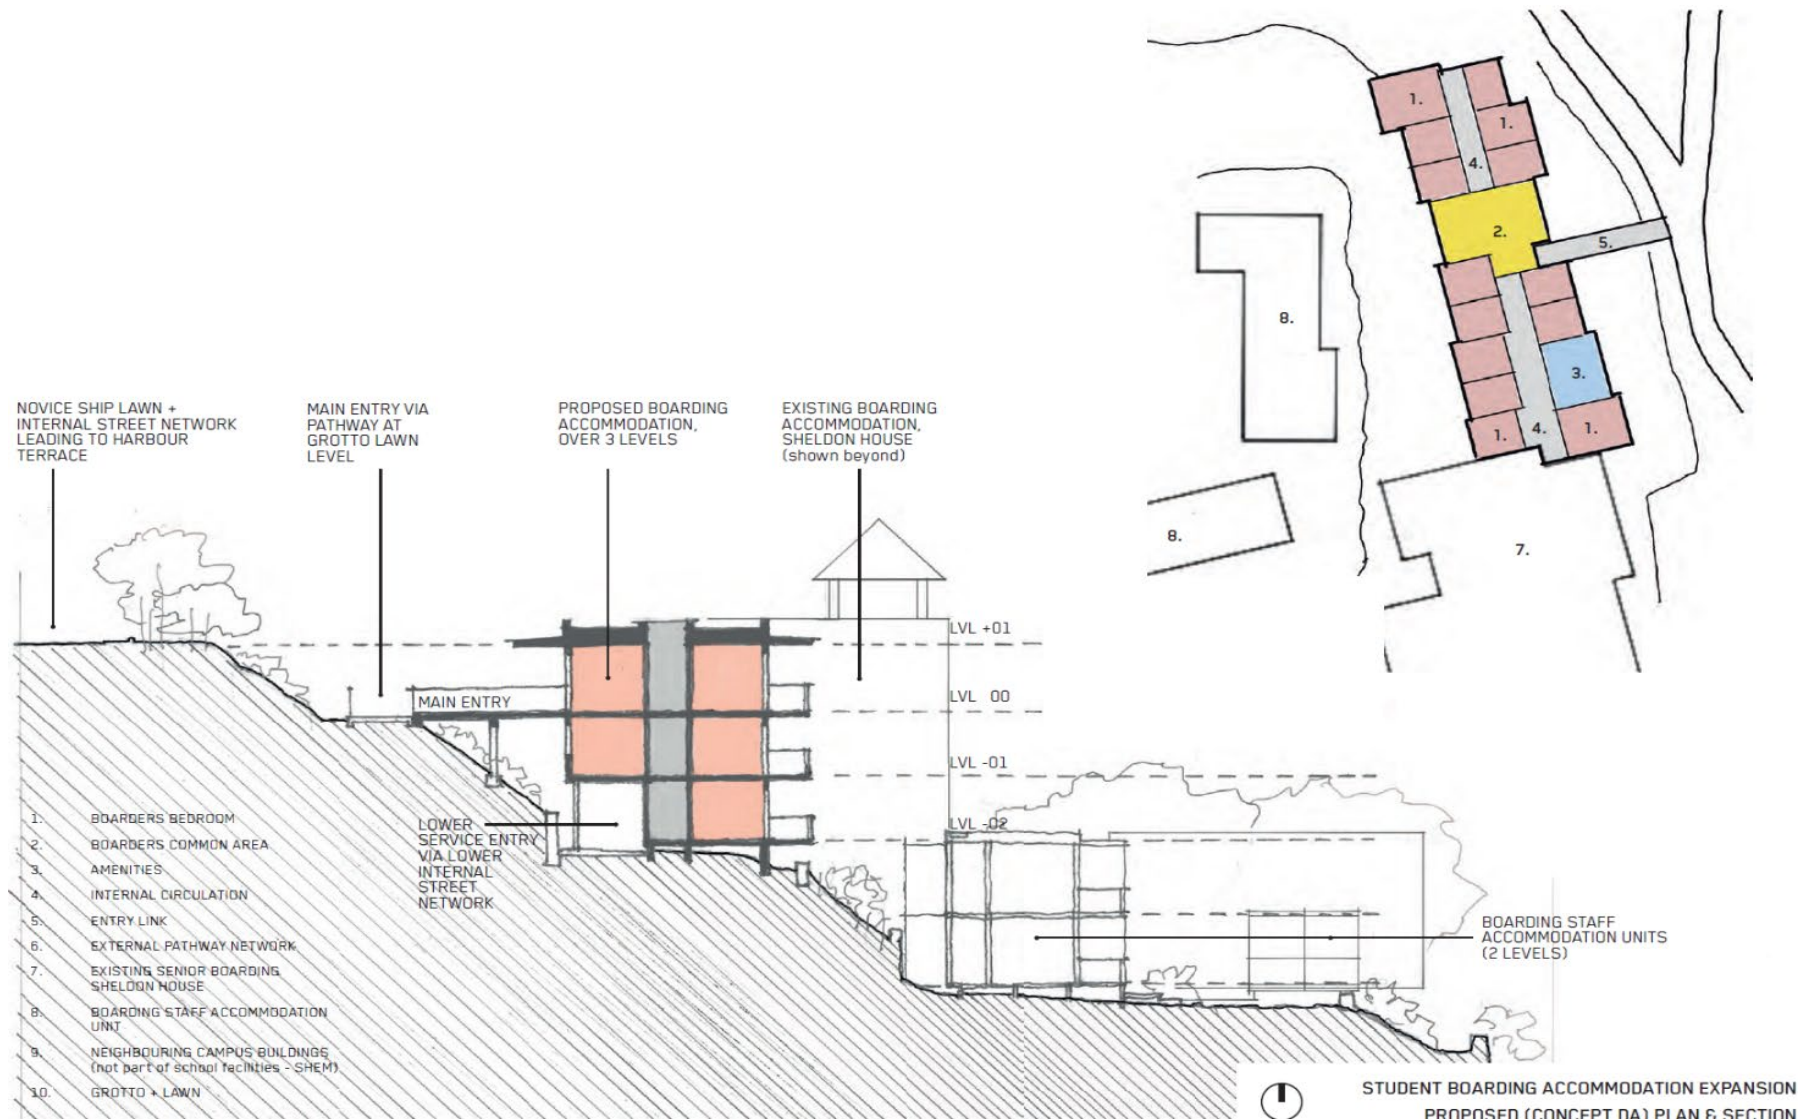 1.
1.
4.
2.
5.
8.
3.
1.
4.
1.
8.
7.
NOVICE SHIP LAWN +
INTERNAL STREET NETWORK
LEADING TO HARBOUR
TERRACE
MAIN ENTRY VIA
PATHWAY AT
GROTTO LAWN
LEVEL
PROPOSED BOARDING
ACCOMMODATION,
OVER 3 LEVELS
EXISTING BOARDING
ACCOMMODATION,
SHELDON HOUSE
(shown beyond)
LVL +01
LVL 00
MAIN ENTRY
LVL -01
LVL -02
LOWER
SERVICE ENTRY
VIA LOWER
INTERNAL
STREET
NETWORK
1. BOARDERS BEDROOM
2. BOARDERS COMMON AREA
3. AMENITIES
4. INTERNAL CIRCULATION
5. ENTRY LINK
6. EXTERNAL PATHWAY NETWORK
7. EXISTING SENIOR BOARDING
SHELDON HOUSE
8. BOARDING STAFF ACCOMMODATION
UNIT
9. NEIGHBOURING CAMPUS BUILDINGS
(not part of school facilities - SHEM)
10. GROTTO + LAWN
BOARDING STAFF
ACCOMMODATION UNITS
(2 LEVELS)
STUDENT BOARDING ACCOMMODATION EXPANSION
PROPOSED (CONCEPT DA) PLAN & SECTION